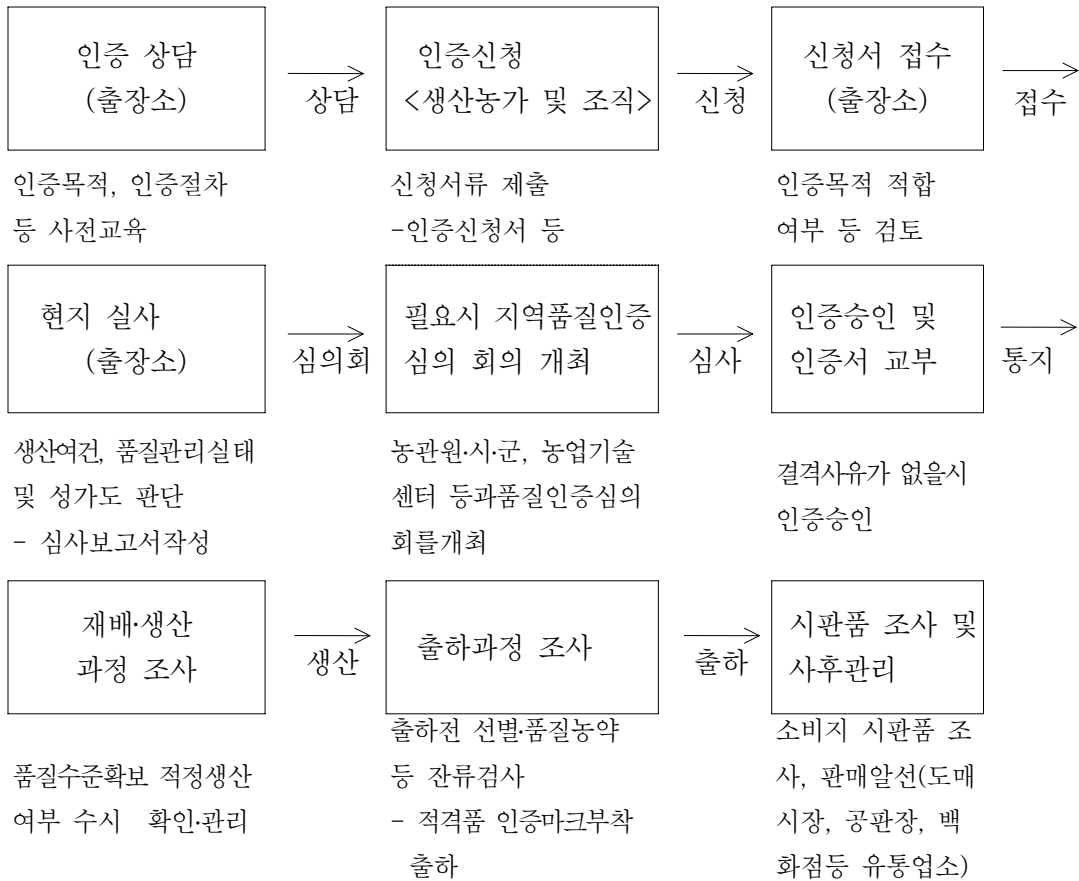 인증 상담
(출장소)
상담
인증신청
<생산농가 및 조직>
신청
신청서 접수
(출장소)
접수
인증목적, 인증절차
등 사전교육
신청서류 제출
-인증신청서 등
인증목적 적합
여부 등 검토
현지 실사
(출장소)
심의회
필요시 지역품질인증
심의 회의 개최
심사
인증승인 및
인증서 교부
통지
생산여건, 품질관리실태
및 성가도 판단
- 심사보고서작성
농관원·시·군, 농업기술
센터 등과품질인증심의
회를개최
결격사유가 없을시
인증승인
재배·생산
과정 조사
생산
출하과정 조사
출하
시판품 조사 및
사후관리
품질수준확보 적정생산
여부 수시 확인·관리
출하전 선별·품질농약
등 잔류검사
- 적격품 인증마크부착
출하
소비지 시판품 조
사, 판매알선(도매
시장, 공판장, 백
화점등 유통업소)